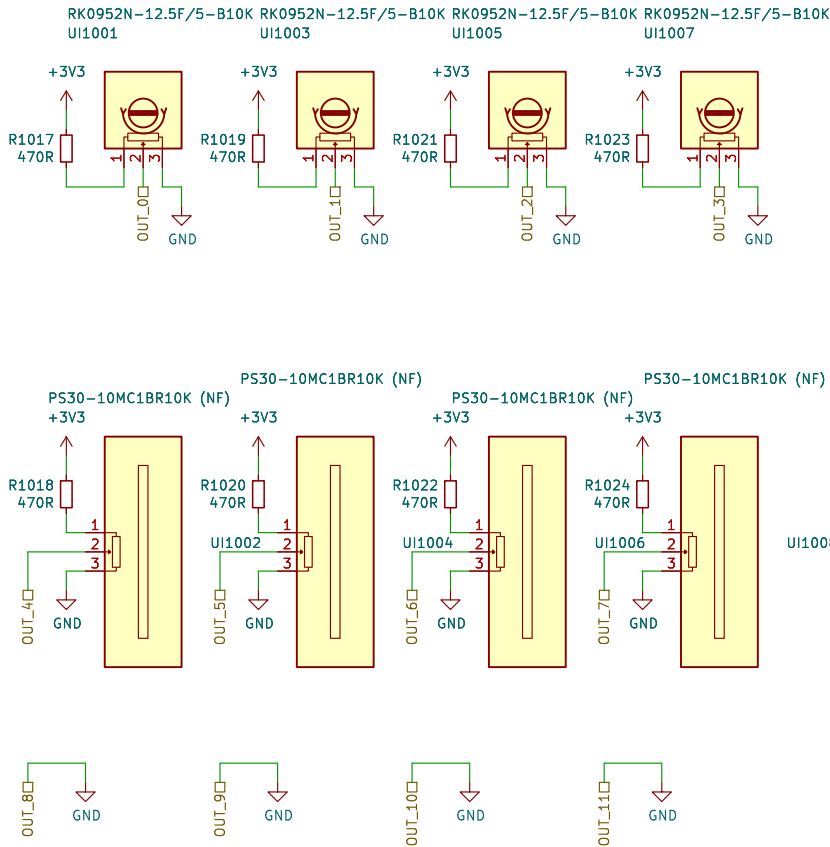 RK0952N-12.5F/5-B10K
UI1001
RK0952N-12.5F/5-B10K
UI1003
RK0952N-12.5F/5-B10K
UI1005
RK0952N-12.5F/5-B10K
UI1007
+3V3
+3V3
+3V3
+3V3
R1017
470R
1
2
3
R1019
470R
1
2
3
R1021
470R
1
2
3
R1023
470R
1
2
3
OUT_0
GND
OUT_1
GND
OUT_2
GND
OUT_3
GND
PS30-10MC1BR10K (NF)
PS30-10MC1BR10K (NF)
PS30-10MC1BR10K (NF)
PS30-10MC1BR10K (NF)
+3V3
+3V3
+3V3
+3V3
R1018
470R
R1020
470R
R1022
470R
R1024
470R
1
2
3
UI1002
1
2
3
UI1004
1
2
3
UI1006
1
2
3
OUT_4
GND
OUT_5
GND
OUT_6
GND
OUT_7
GND
OUT_8
GND
OUT_9
GND
OUT_10
GND
OUT_11
GND